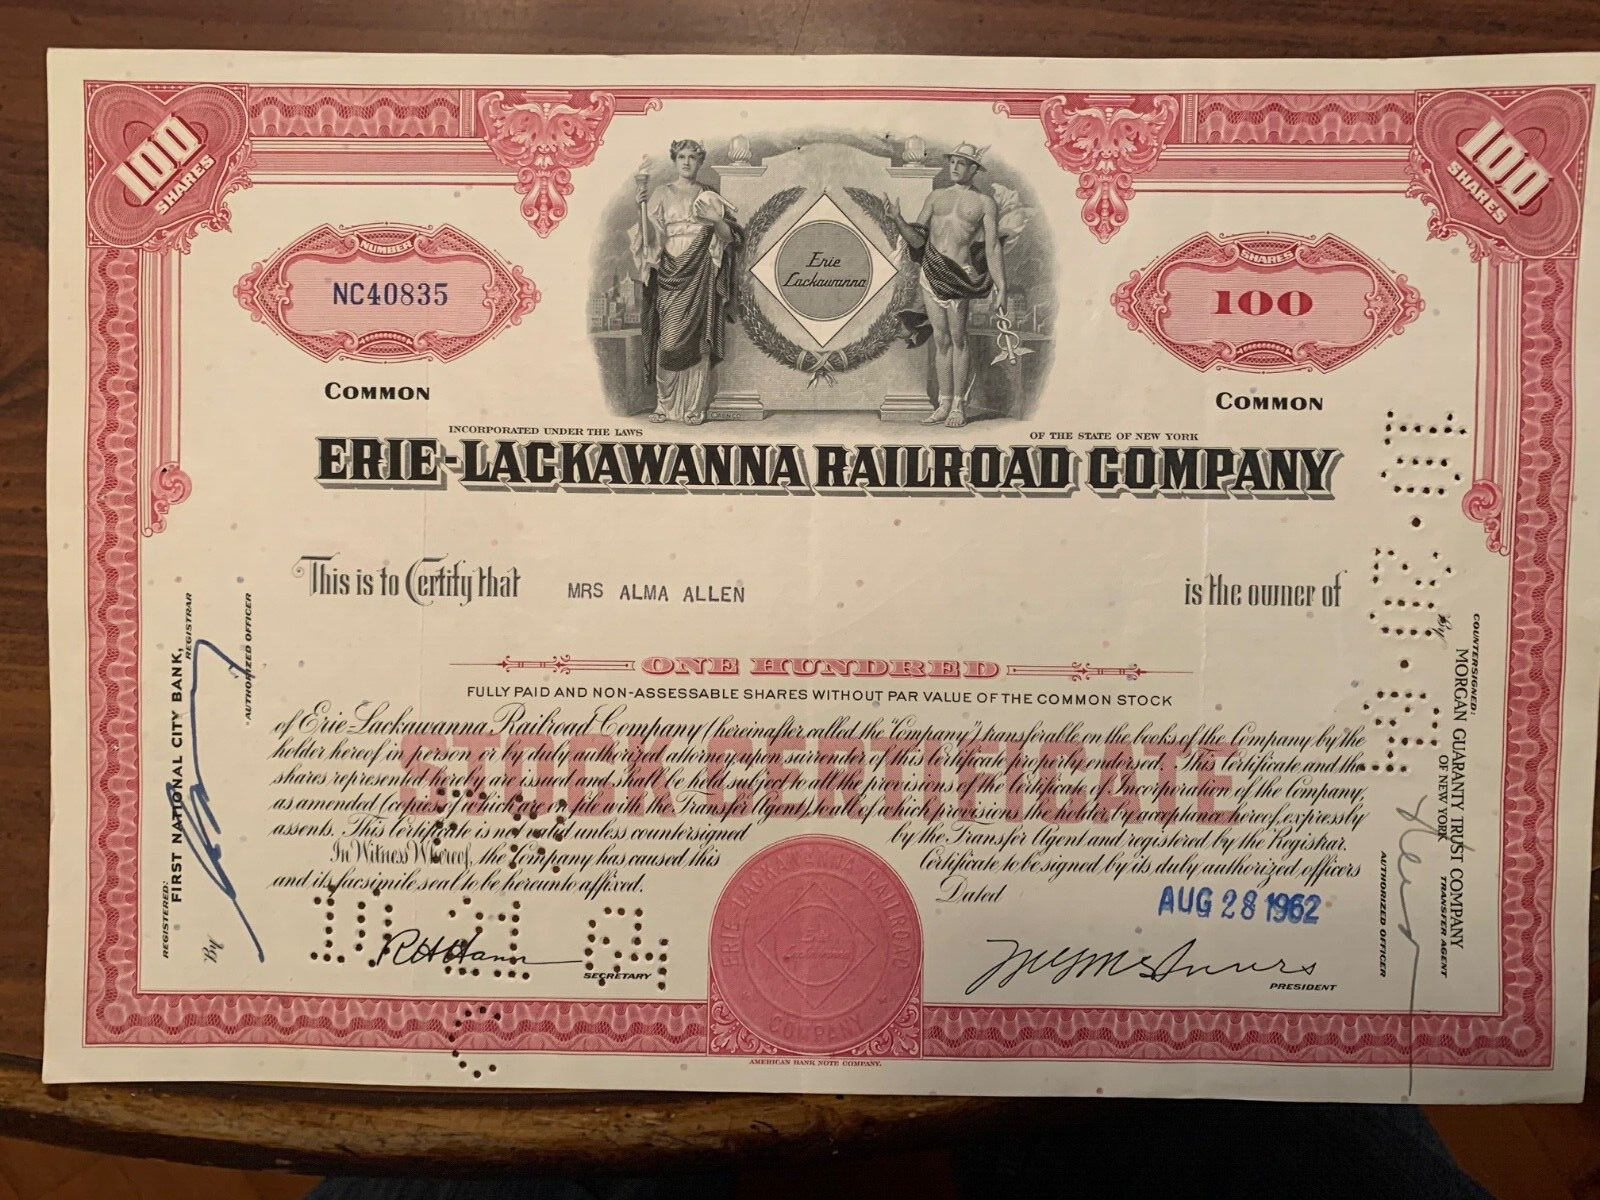 100
SHARES
100
SHARES
NUMBER
NC40835
Erie
Lackawanna
SHARES
100
COMMON
COMMON
INCORPORATED UNDER THE LAWS
OF THE STATE OF NEW YORK
ERIE-LACKAWANNA RAILROAD COMPANY
This is to Certify that MRS ALMA ALLEN is the owner of
ONE HUNDRED
FULLY PAID AND NON-ASSESSABLE SHARES WITHOUT PAR VALUE OF THE COMMON STOCK
of Erie-Lackawanna Railroad Company (hereinafter called the "Company") transferable on the books of the Company by the
holder hereof in person or by duly authorized attorney upon surrender of this Certificate properly endorsed. This Certificate and the
shares represented hereby are issued and shall be held subject to all the provisions of the Certificate of Incorporation of the Company,
as amended (copies of which are on file with the Transfer Agent), to all of which provisions the holder, by acceptance hereof, expressly
assents. This Certificate is not valid unless countersigned by the Transfer Agent and registered by the Registrar.
In Witness Whereof, the Company has caused this Certificate to be signed by its duly authorized officers
and its facsimile seal to be hereunto affixed.
Dated
AUG 28 1962
SECRETARY
PRESIDENT
ERIE-LACKAWANNA RAILROAD
COMPANY
AMERICAN BANK NOTE COMPANY.
REGISTERED:
FIRST NATIONAL CITY BANK,
REGISTRAR
By
AUTHORIZED OFFICER
COUNTERSIGNED:
MORGAN GUARANTY TRUST COMPANY
OF NEW YORK
TRANSFER AGENT
By
AUTHORIZED OFFICER